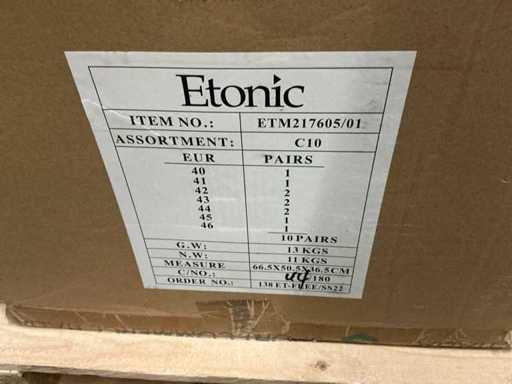 Etonic
ITEM NO.: ETM217605/01
ASSORTMENT: C10
EUR PAIRS
40 1
41 1
42 2
43 2
44 2
45 1
46 1
10 PAIRS
G.W: 13 KGS
N.W: 11 KGS
MEASURE 66.5X50.5X36.5CM
C/NO.: /180
ORDER NO.: 138 ET-FREE/SS22